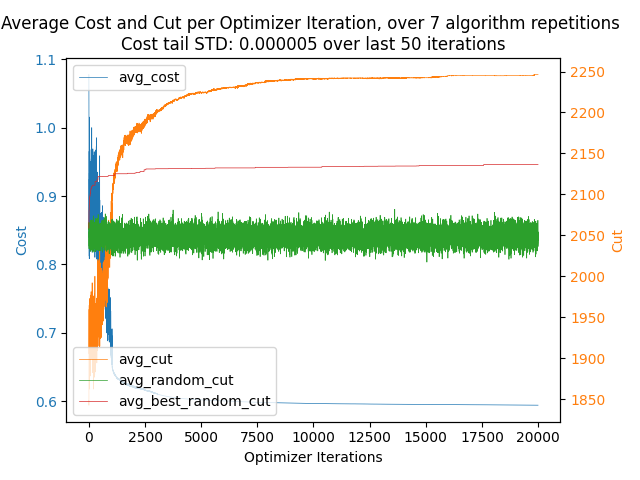 Average Cost and Cut per Optimizer Iteration, over 7 algorithm repetitions
Cost tail STD: 0.000005 over last 50 iterations
avg_cost
1.1
1.0
0.9
0.8
0.7
0.6
Cost
2250
2200
2150
2100
2050
2000
1950
1900
1850
Cut
avg_cut
avg_random_cut
avg_best_random_cut
0 2500 5000 7500 10000 12500 15000 17500 20000
Optimizer Iterations